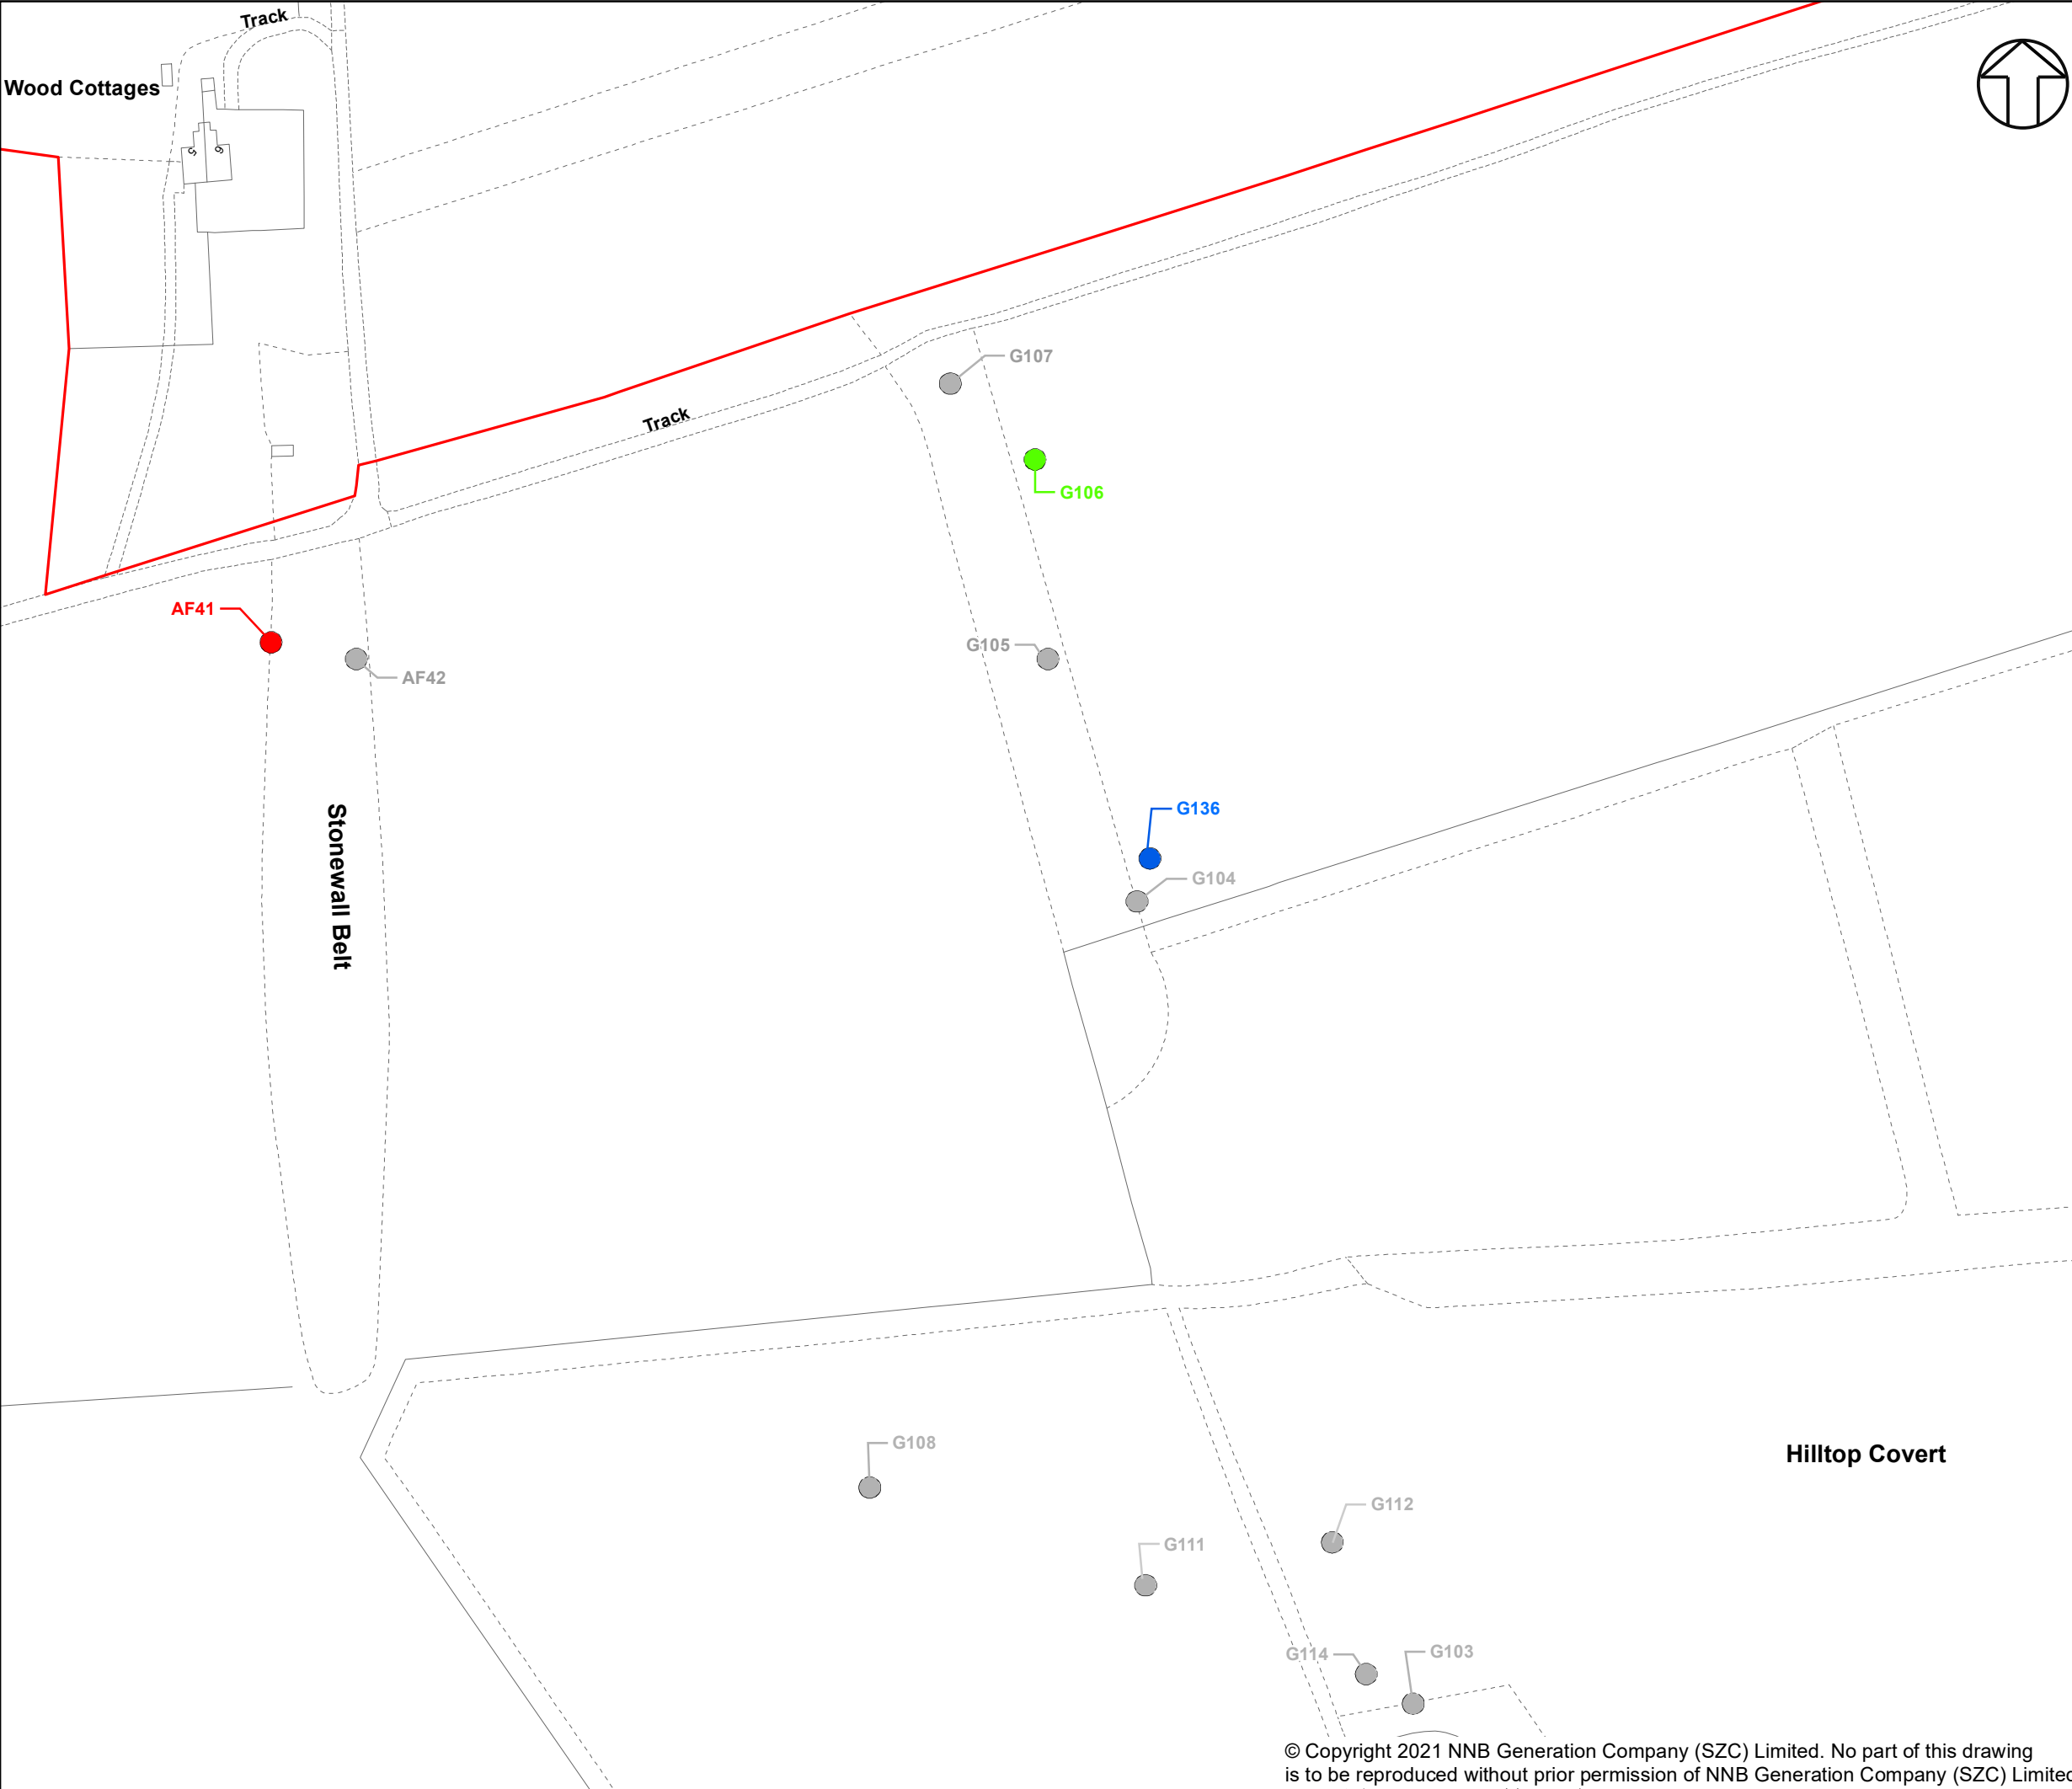 Track
Wood Cottages
5
6
G107
Track
G106
AF41
G105
AF42
G136
Stonewall Belt
G104
G108
Hilltop Covert
G112
G111
G114
G103
© Copyright 2021 NNB Generation Company (SZC) Limited. No part of this drawing
is to be reproduced without prior permission of NNB Generation Company (SZC) Limited